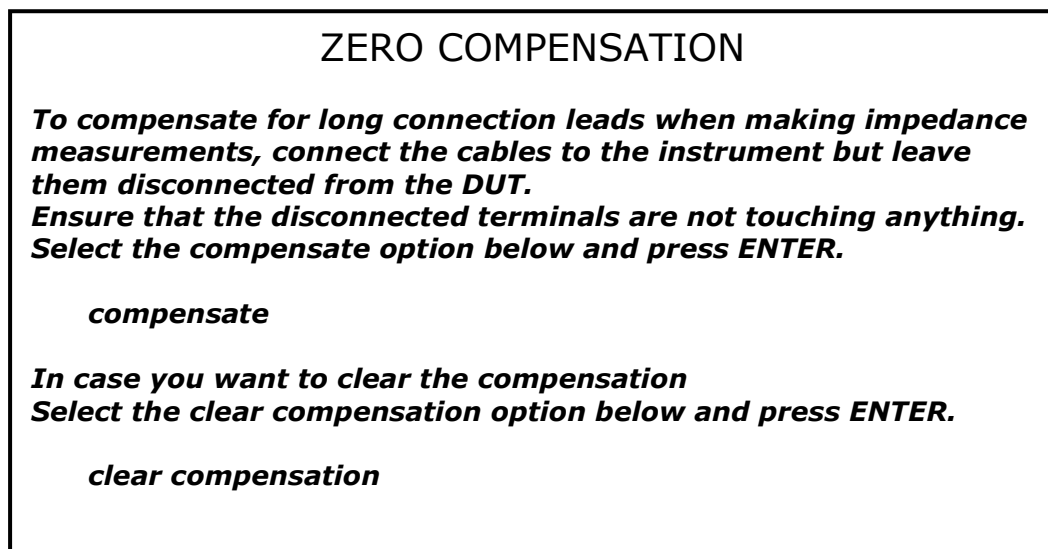 ZERO COMPENSATION
To compensate for long connection leads when making impedance
measurements, connect the cables to the instrument but leave
them disconnected from the DUT.
Ensure that the disconnected terminals are not touching anything.
Select the compensate option below and press ENTER.
compensate
In case you want to clear the compensation
Select the clear compensation option below and press ENTER.
clear compensation